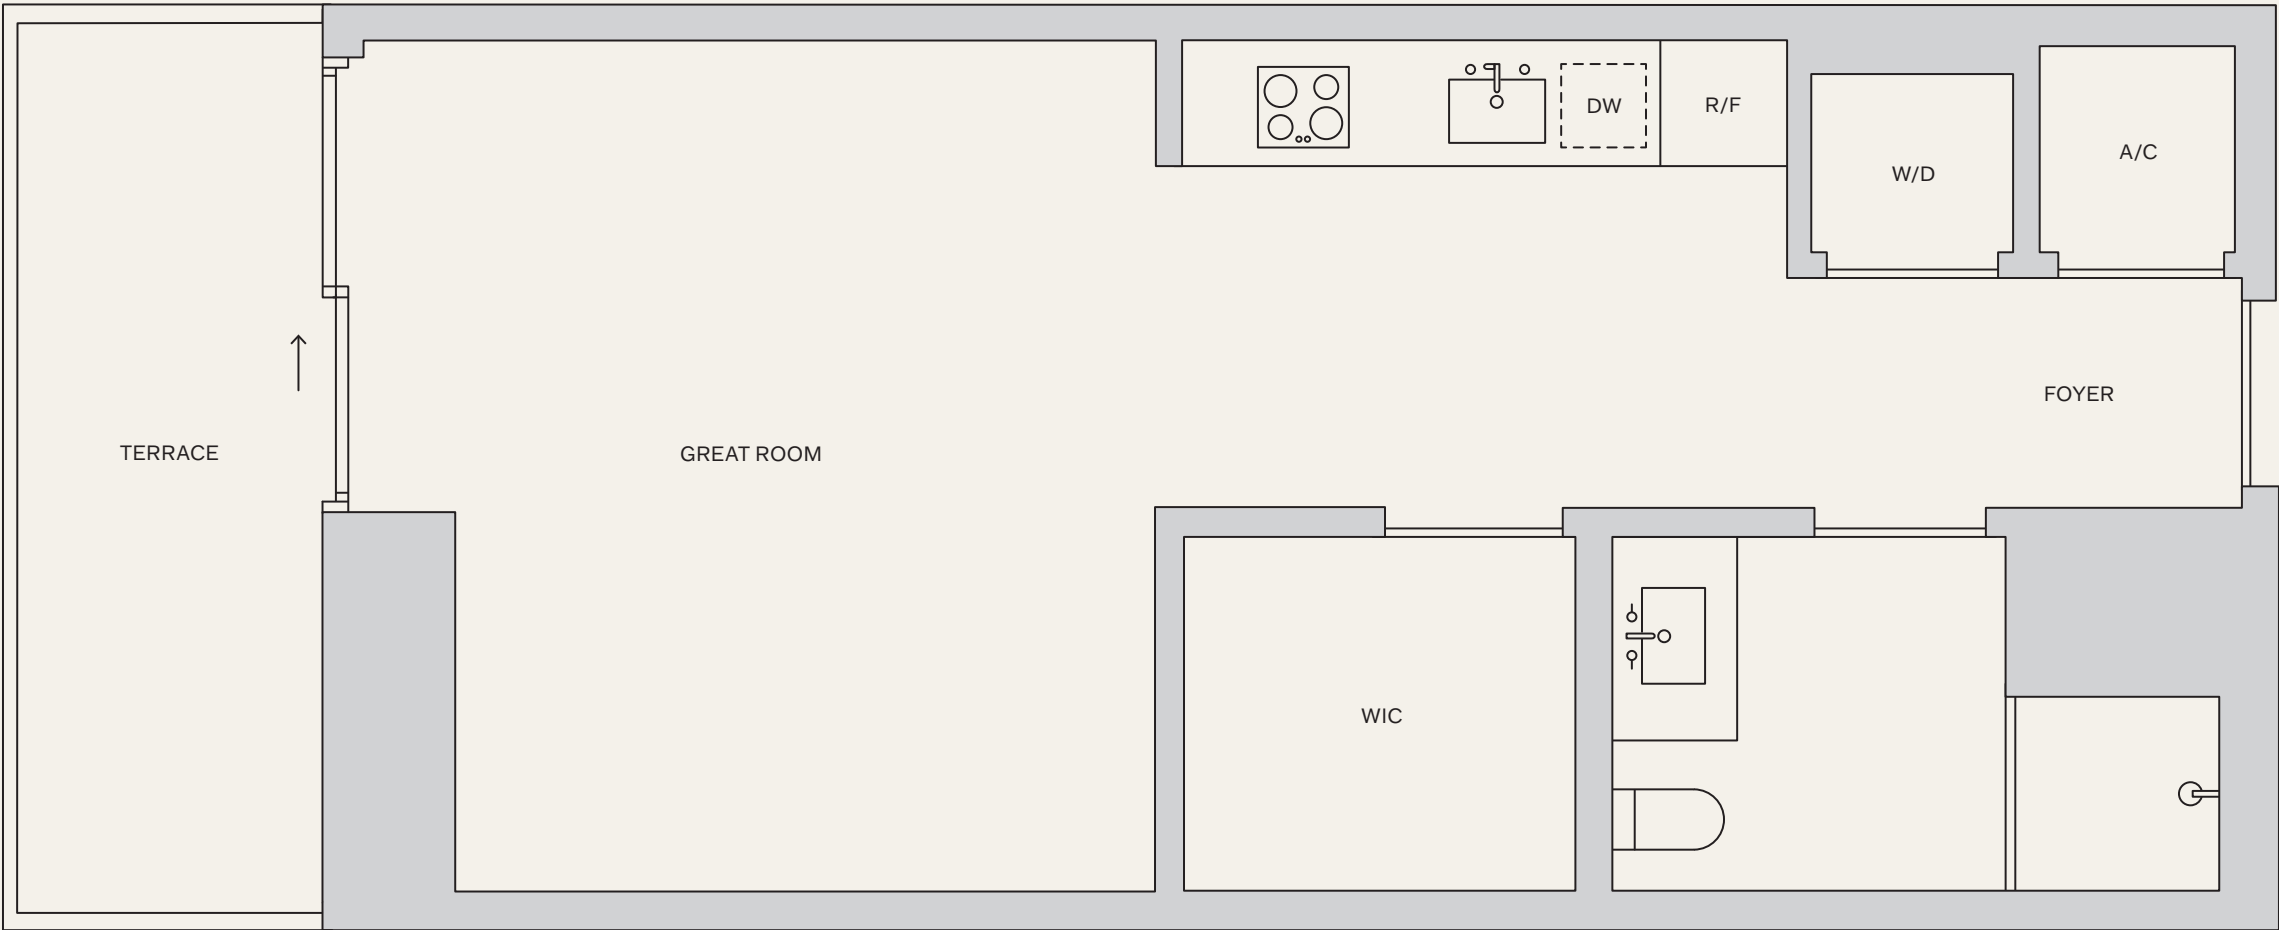 DW
R/F
A/C
W/D
FOYER
TERRACE
GREAT ROOM
WIC